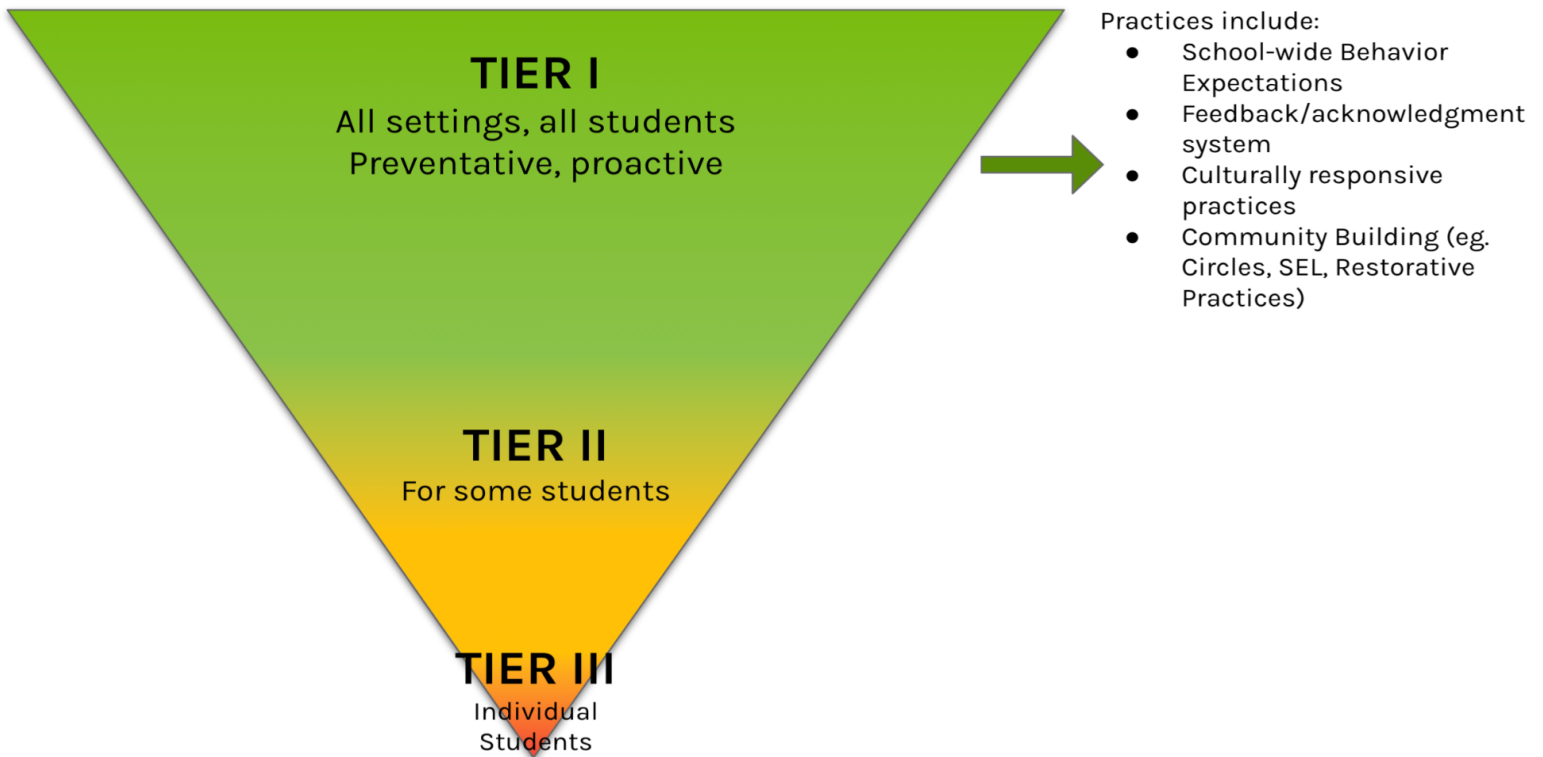 TIER I
All settings, all students
Preventative, proactive
TIER II
For some students
TIER III
Individual
Students
Practices include:
● School-wide Behavior
Expectations
● Feedback/acknowledgment
system
● Culturally responsive
practices
● Community Building (eg.
Circles, SEL, Restorative
Practices)